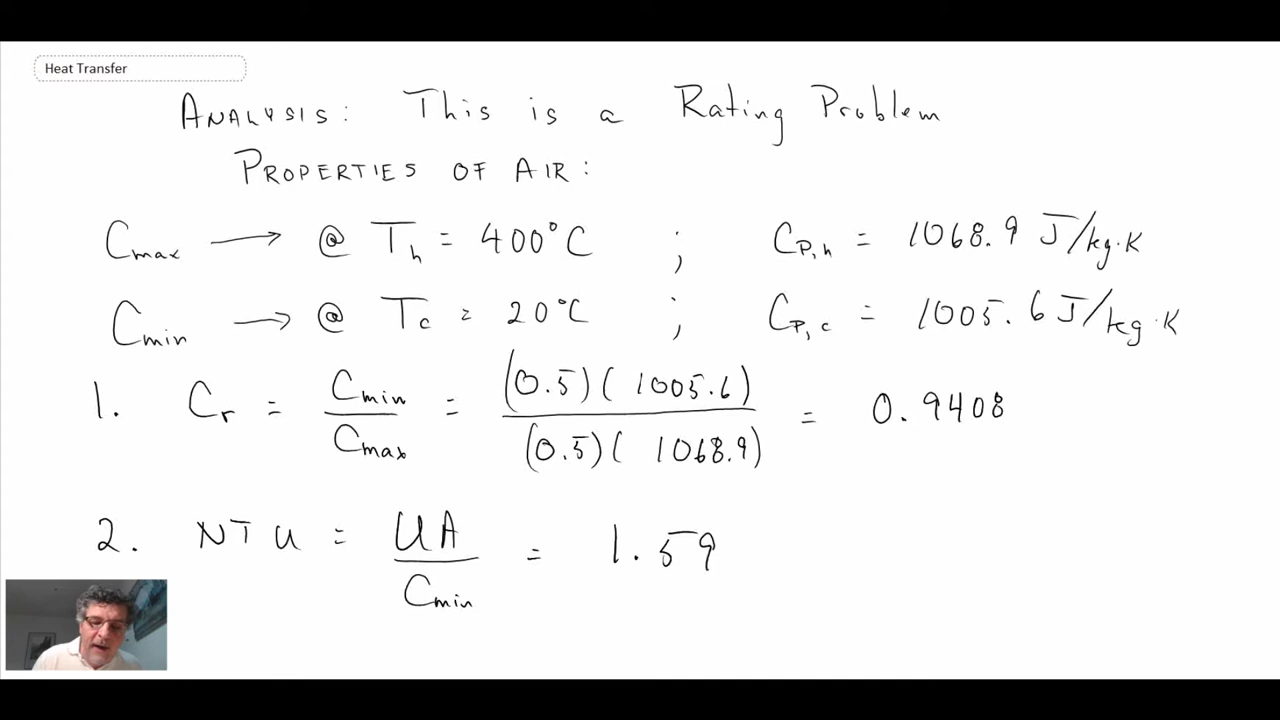 Heat Transfer
ANALYSIS: This is a Rating Problem
PROPERTIES OF AIR:
Cmax → @ Th = 400°C ; CP,h = 1068.9 J/kg·K
Cmin → @ Tc = 20°C ; CP,c = 1005.6 J/kg·K
1. Cr = Cmin/Cmax = (0.5)(1005.6)/(0.5)(1068.9) = 0.9408
2. NTU = UA/Cmin = 1.59